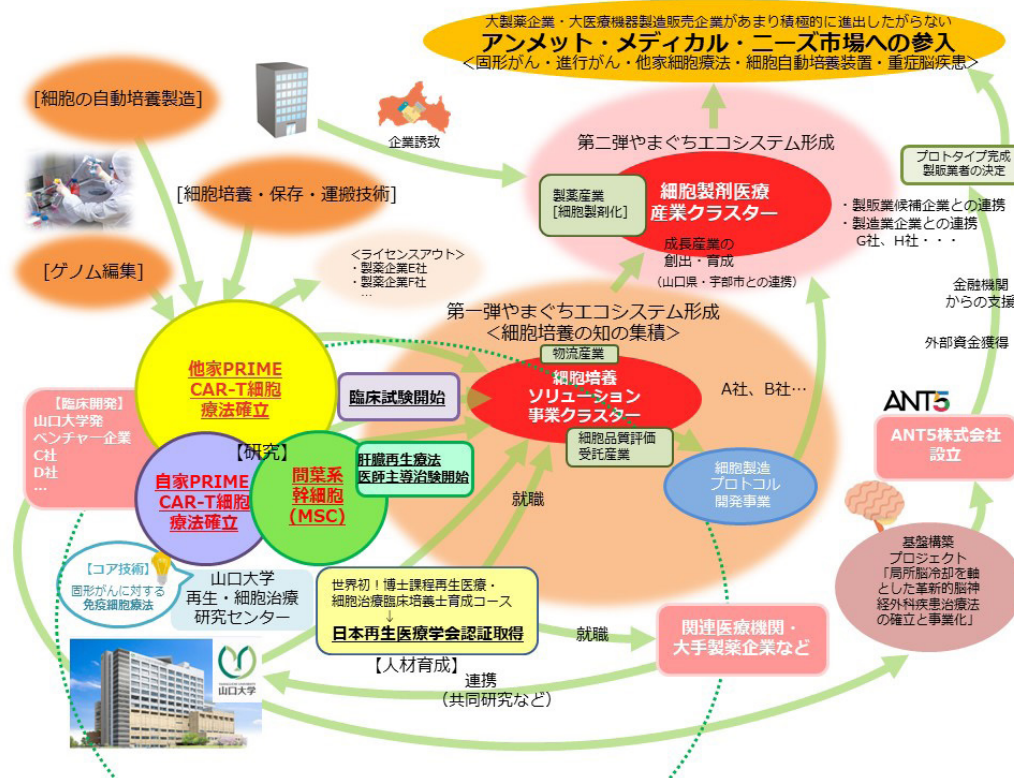 大製薬企業・大医療機器製造販売企業があまり積極的に進出したがらない
アンメット・メディカル・ニーズ市場への参入
<固形がん・進行がん・他家細胞療法・細胞自動培養装置・重症脳疾患>
[細胞の自動培養製造]
企業誘致
第二弾やまぐちエコシステム形成
プロトタイプ完成
製販業者の決定
製薬産業
[細胞製剤化]
細胞製剤医療
産業クラスター
[細胞培養・保存・運搬技術]
・製販業候補企業との連携
・製造業企業との連携
G社、H社・・・
成長産業の
創出・育成
(山口県・宇部市との連携)
[ゲノム編集]
<ライセンスアウト>
・製薬企業E社
・製薬企業F社
…
金融機関
からの支援
外部資金獲得
第一弾やまぐちエコシステム形成
<細胞培養の知の集積>
物流産業
細胞培養
ソリューション
事業クラスター
細胞品質評価
受託産業
A社、B社…
他家PRIME
CAR-T細胞
療法確立
臨床試験開始
【臨床開発】
山口大学発
ベンチャー企業
C社
D社
…
【研究】
自家PRIME
CAR-T細胞
療法確立
間葉系
幹細胞
(MSC)
肝臓再生療法
医師主導治験開始
就職
細胞製造
プロトコル
開発事業
ANT5
ANT5株式会社
設立
基盤構築
プロジェクト
「局所脳冷却を軸
とした革新的脳神
経外科疾患治療法
の確立と事業化」
【コア技術】
固形がんに対する
免疫細胞療法
山口大学
再生・細胞治療
研究センター
世界初！博士課程再生医療・
細胞治療臨床培養士育成コース
↓
日本再生医療学会認証取得
【人材育成】
就職
関連医療機関・
大手製薬企業など
連携
(共同研究など)
山口大学